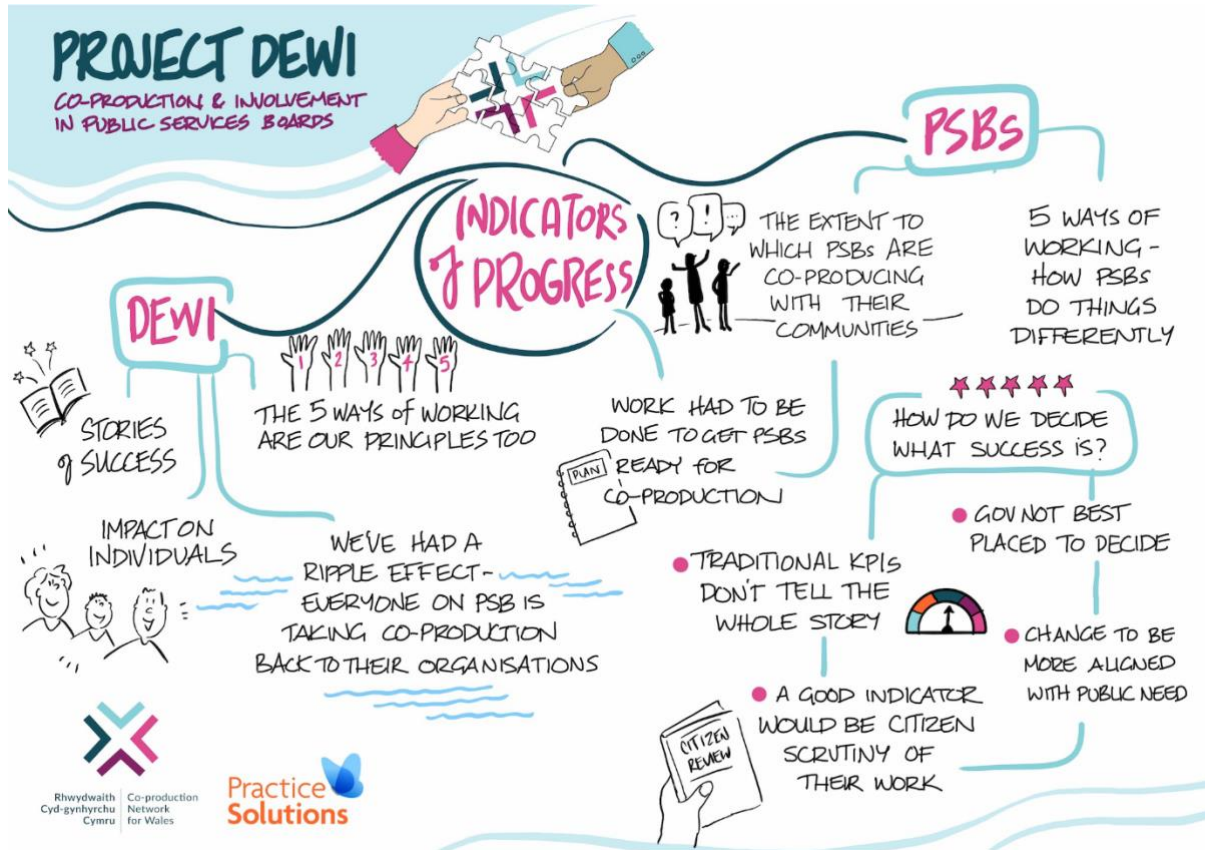 PROJECT DEWI
CO-PRODUCTION & INVOLVEMENT
IN PUBLIC SERVICES BOARDS
INDICATORS
of PROGRESS
DEWI
STORIES
of SUCCESS
1 2 3 4 5
THE 5 WAYS of WORKING
ARE OUR PRINCIPLES TOO
IMPACT ON
INDIVIDUALS
WE'VE HAD A
RIPPLE EFFECT-
EVERYONE ON PSB IS
TAKING CO-PRODUCTION
BACK TO THEIR ORGANISATIONS
PSBs
? ! ...
THE EXTENT TO
WHICH PSBs ARE
CO-PRODUCING
WITH THEIR
COMMUNITIES
5 WAYS OF
WORKING -
HOW PSBs
DO THINGS
DIFFERENTLY
WORK HAD TO BE
DONE TO GET PSBs
READY FOR
CO-PRODUCTION
PLAN
HOW DO WE DECIDE
WHAT SUCCESS IS?
GOV NOT BEST
PLACED TO DECIDE
TRADITIONAL KPIs
DON'T TELL THE
WHOLE STORY
CHANGE TO BE
MORE ALIGNED
WITH PUBLIC NEED
A GOOD INDICATOR
WOULD BE CITIZEN
SCRUTINY OF
THEIR WORK
CITIZEN
REVIEW
Rhwydwaith
Cyd-gynhyrchu
Cymru
Co-production
Network
for Wales
Practice
Solutions